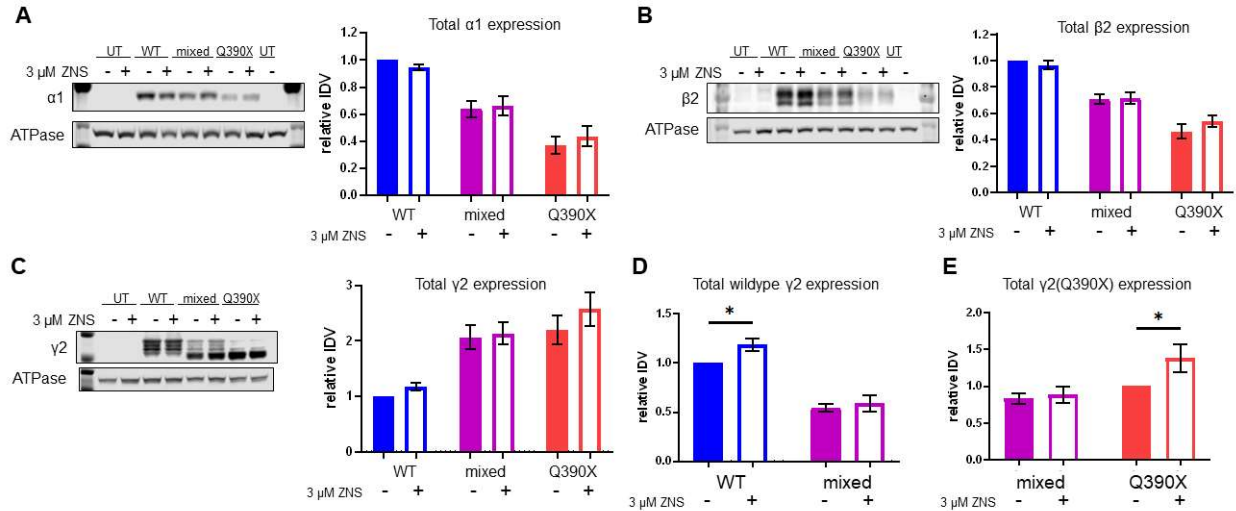 A
UT WT mixed Q390X UT
3 µM ZNS - + - + - + - + -
α1
ATPase
Total α1 expression
relative IDV
1.2
1.0
0.8
0.6
0.4
0.2
0.0
WT mixed Q390X
3 µM ZNS - + - + - +
B
UT WT mixed Q390X UT
3 µM ZNS - + - + - + - + -
β2
ATPase
Total β2 expression
relative IDV
1.2
1.0
0.8
0.6
0.4
0.2
0.0
WT mixed Q390X
3 µM ZNS - + - + - +
C
UT WT mixed Q390X
3 µM ZNS - + - + - + - +
γ2
ATPase
Total γ2 expression
relative IDV
3
2
1
0
WT mixed Q390X
3 µM ZNS - + - + - +
D
Total wildtype γ2 expression
*
relative IDV
1.5
1.0
0.5
0.0
WT mixed
3 µM ZNS - + - +
E
Total γ2(Q390X) expression
*
relative IDV
2.0
1.5
1.0
0.5
0.0
mixed Q390X
3 µM ZNS - + - +